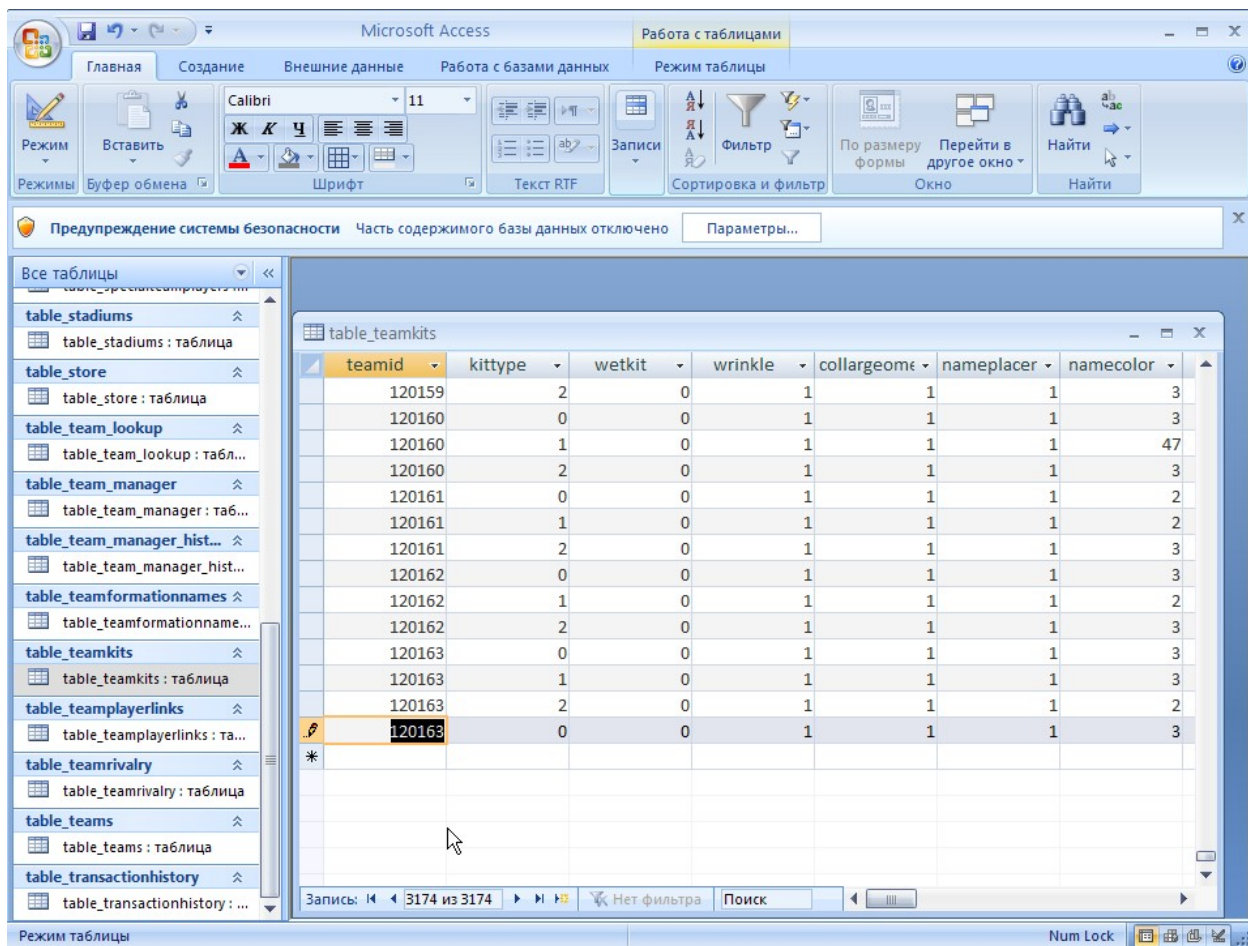 Microsoft Access
Работа с таблицами
Главная Создание Внешние данные Работа с базами данных Режим таблицы
Режим
Вставить
Calibri 11
Ж К Ч
Записи
Фильтр
По размеру формы
Перейти в другое окно
Найти
Режимы Буфер обмена Шрифт Текст RTF Сортировка и фильтр Окно Найти
Предупреждение системы безопасности Часть содержимого базы данных отключено Параметры...
Все таблицы
table_stadiums
table_stadiums : таблица
table_store
table_store : таблица
table_team_lookup
table_team_lookup : табл...
table_team_manager
table_team_manager : таб...
table_team_manager_hist...
table_team_manager_hist...
table_teamformationnames
table_teamformationname...
table_teamkits
table_teamkits : таблица
table_teamplayerlinks
table_teamplayerlinks : та...
table_teamrivalry
table_teamrivalry : таблица
table_teams
table_teams : таблица
table_transactionhistory
table_transactionhistory : ...
table_teamkits
teamid kittype wetkit wrinkle collargeome nameplacer namecolor
120159 2 0 1 1 1 3
120160 0 0 1 1 1 3
120160 1 0 1 1 1 47
120160 2 0 1 1 1 3
120161 0 0 1 1 1 2
120161 1 0 1 1 1 2
120161 2 0 1 1 1 3
120162 0 0 1 1 1 3
120162 1 0 1 1 1 2
120162 2 0 1 1 1 3
120163 0 0 1 1 1 3
120163 1 0 1 1 1 3
120163 2 0 1 1 1 2
120163 0 0 1 1 1 3
Запись: 3174 из 3174 Нет фильтра Поиск
Режим таблицы Num Lock